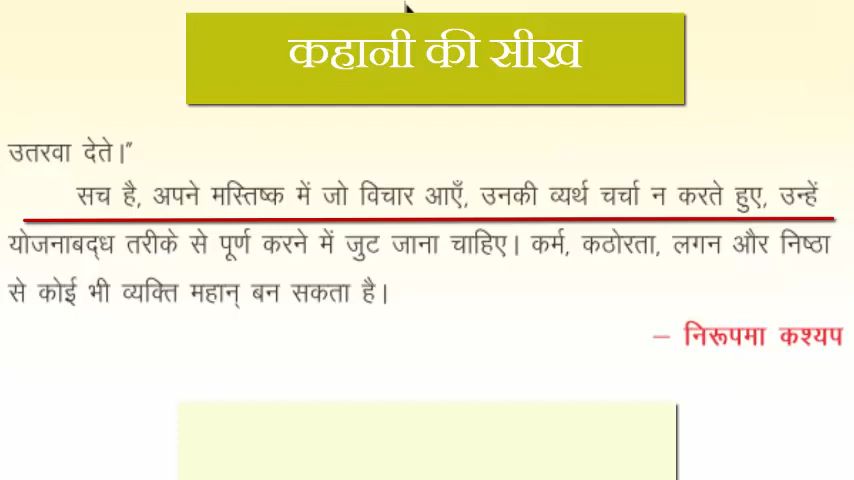 कहानी की सीख
उतरवा देते।”
सच है, अपने मस्तिष्क में जो विचार आएँ, उनकी व्यर्थ चर्चा न करते हुए, उन्हें
योजनाबद्ध तरीके से पूर्ण करने में जुट जाना चाहिए। कर्म, कठोरता, लगन और निष्ठा
से कोई भी व्यक्ति महान् बन सकता है।
– निरूपमा कश्यप